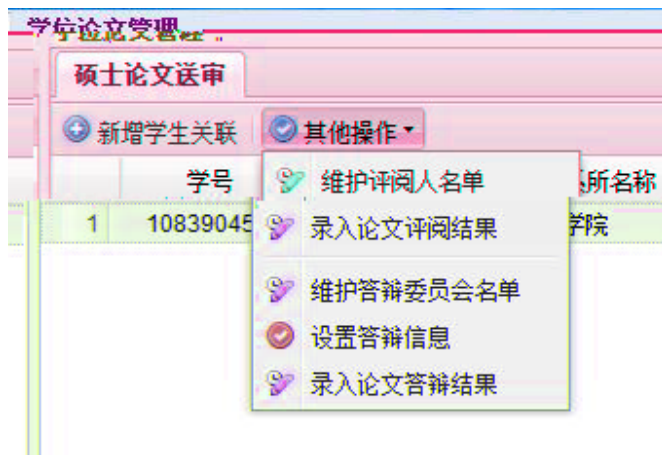 学位论文管理
硕士论文送审
新增学生关联 其他操作
学号 所名称
1 10839045 学院
维护评阅人名单
录入论文评阅结果
维护答辩委员会名单
设置答辩信息
录入论文答辩结果